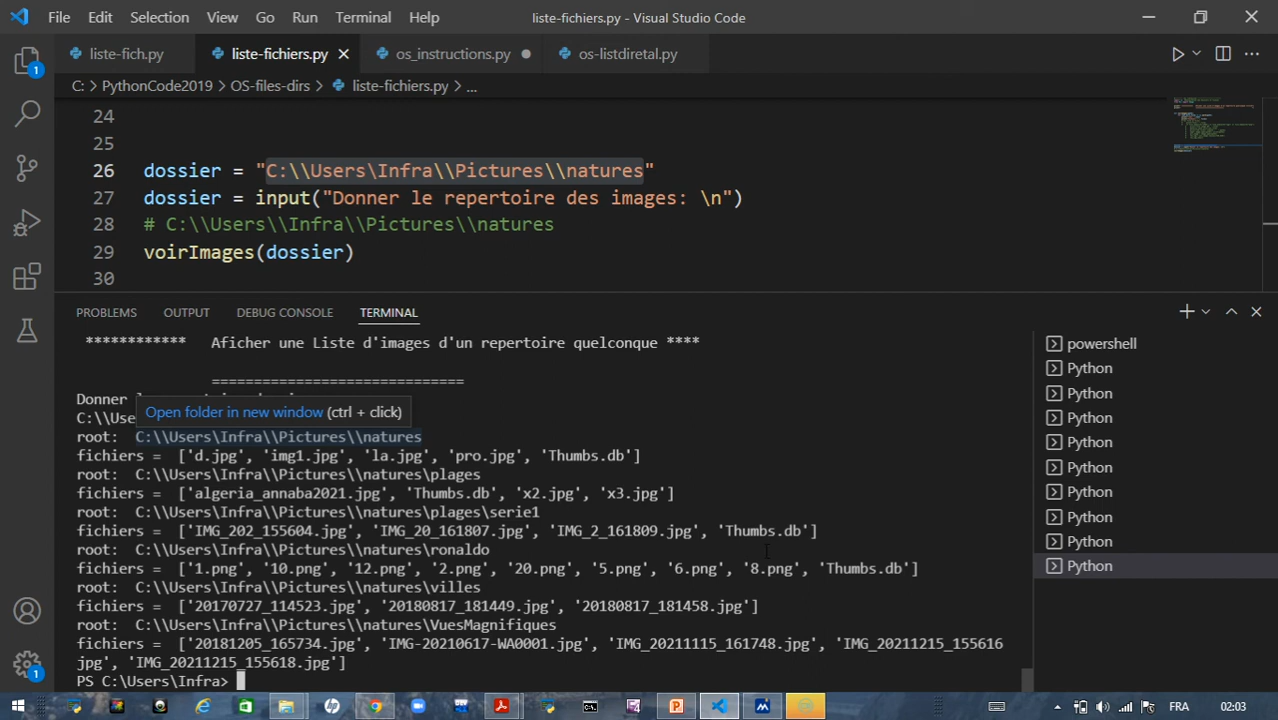 File Edit Selection View Go Run Terminal Help liste-fichiers.py - Visual Studio Code
liste-fich.py liste-fichiers.py os_instructions.py os-listdiretal.py
C: > PythonCode2019 > OS-files-dirs > liste-fichiers.py > ...
24
25
26 dossier = "C:\\Users\Infra\\Pictures\\natures"
27 dossier = input("Donner le repertoire des images: \n")
28 # C:\\Users\\Infra\\Pictures\\natures
29 voirImages(dossier)
30
PROBLEMS OUTPUT DEBUG CONSOLE TERMINAL
************ Aficher une Liste d'images d'un repertoire quelconque ****
==============================
Donner
Open folder in new window (ctrl + click)
C:\\Use
root: C:\\Users\Infra\\Pictures\\natures
fichiers = ['d.jpg', 'img1.jpg', 'la.jpg', 'pro.jpg', 'Thumbs.db']
root: C:\\Users\Infra\\Pictures\\natures\plages
fichiers = ['algeria_annaba2021.jpg', 'Thumbs.db', 'x2.jpg', 'x3.jpg']
root: C:\\Users\Infra\\Pictures\\natures\plages\serie1
fichiers = ['IMG_202_155604.jpg', 'IMG_20_161807.jpg', 'IMG_2_161809.jpg', 'Thumbs.db']
root: C:\\Users\Infra\\Pictures\\natures\ronaldo
fichiers = ['1.png', '10.png', '12.png', '2.png', '20.png', '5.png', '6.png', '8.png', 'Thumbs.db']
root: C:\\Users\Infra\\Pictures\\natures\villes
fichiers = ['20170727_114523.jpg', '20180817_181449.jpg', '20180817_181458.jpg']
root: C:\\Users\Infra\\Pictures\\natures\VuesMagnifiques
fichiers = ['20181205_165734.jpg', 'IMG-20210617-WA0001.jpg', 'IMG_20211115_161748.jpg', 'IMG_20211215_155616
jpg', 'IMG_20211215_155618.jpg']
PS C:\Users\Infra>
powershell
Python
Python
Python
Python
Python
Python
Python
Python
Python
1
1
FRA 02:03